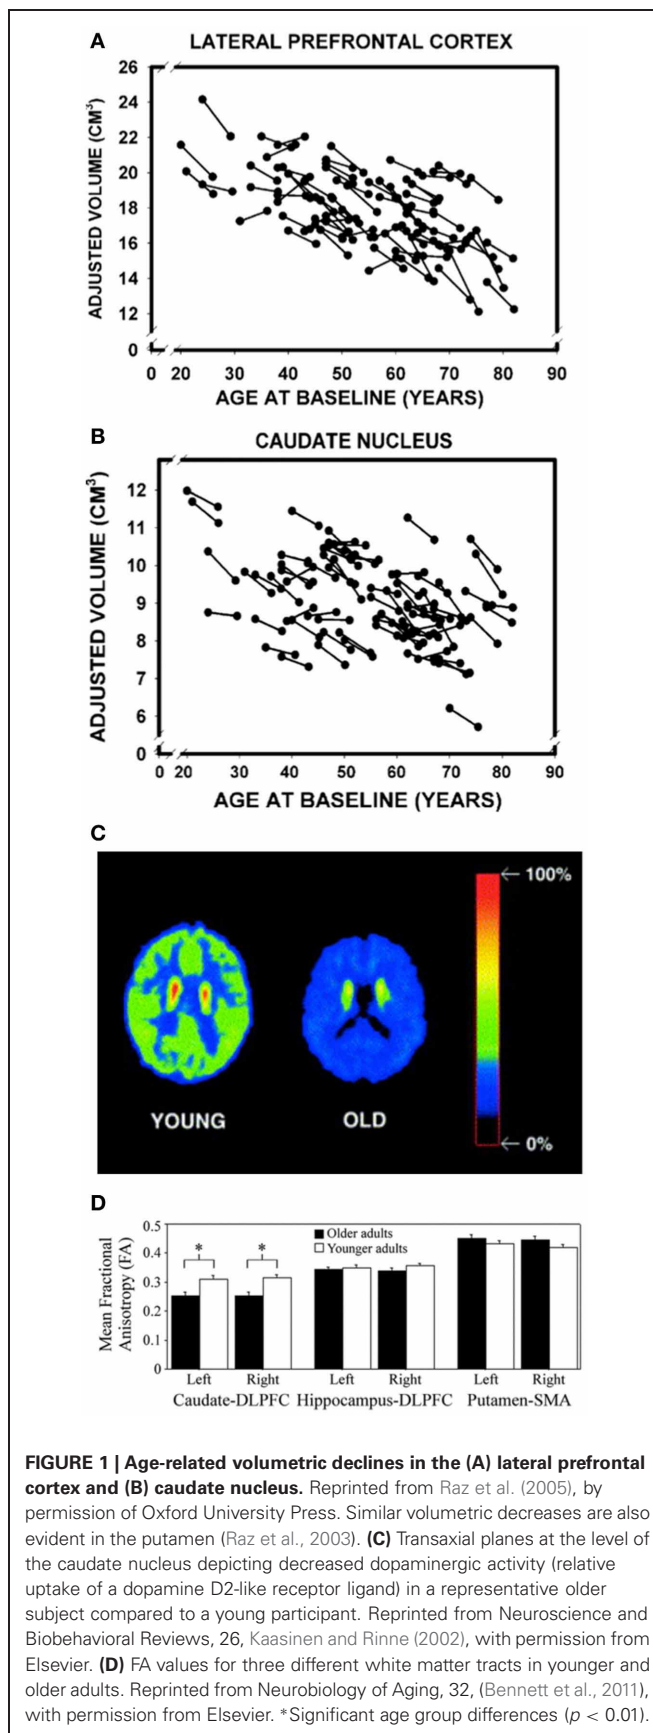 A
LATERAL PREFRONTAL CORTEX
ADJUSTED VOLUME (CM³)
26
24
22
20
18
16
14
12
0
0 20 30 40 50 60 70 80 90
AGE AT BASELINE (YEARS)
B
CAUDATE NUCLEUS
ADJUSTED VOLUME (CM³)
12
11
10
9
8
7
6
0
0 20 30 40 50 60 70 80 90
AGE AT BASELINE (YEARS)
C
100%
YOUNG
OLD
0%
D
Mean Fractional
Anisotropy (FA)
0.5
0.4
0.3
0.2
0.1
0
* *
Older adults
Younger adults
Left Right Left Right Left Right
Caudate-DLPFC Hippocampus-DLPFC Putamen-SMA
FIGURE 1 | Age-related volumetric declines in the (A) lateral prefrontal
cortex and (B) caudate nucleus. Reprinted from Raz et al. (2005), by
permission of Oxford University Press. Similar volumetric decreases are also
evident in the putamen (Raz et al., 2003). (C) Transaxial planes at the level of
the caudate nucleus depicting decreased dopaminergic activity (relative
uptake of a dopamine D2-like receptor ligand) in a representative older
subject compared to a young participant. Reprinted from Neuroscience and
Biobehavioral Reviews, 26, Kaasinen and Rinne (2002), with permission from
Elsevier. (D) FA values for three different white matter tracts in younger and
older adults. Reprinted from Neurobiology of Aging, 32, (Bennett et al., 2011),
with permission from Elsevier. *Significant age group differences (p < 0.01).